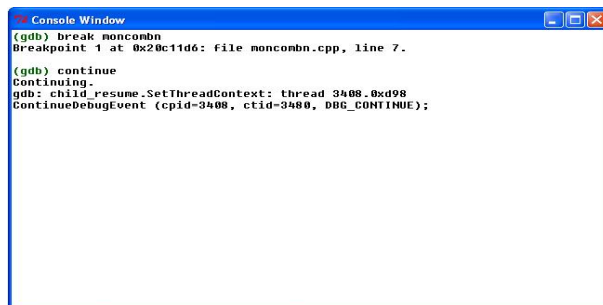 Console Window
(gdb) break moncombn
Breakpoint 1 at 0x20c11d6: file moncombn.cpp, line 7.
(gdb) continue
Continuing.
gdb: child_resume.SetThreadContext: thread 3408.0xd98
ContinueDebugEvent (cpid=3408, ctid=3480, DBG_CONTINUE);